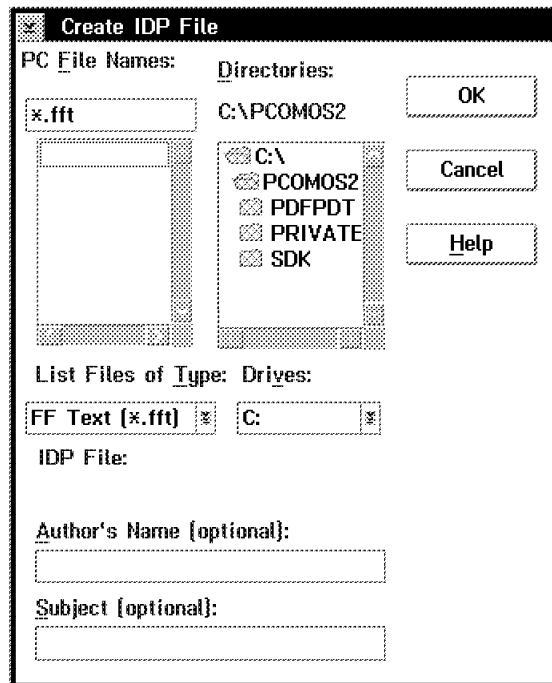 Create IDP File
PC File Names:
*.fft
Directories:
C:\PCOMOS2
C:\
PCOMOS2
PDFPDT
PRIVATE
SDK
OK
Cancel
Help
List Files of Type:
FF Text (*.fft)
Drives:
C:
IDP File:
Author's Name (optional):
Subject (optional):